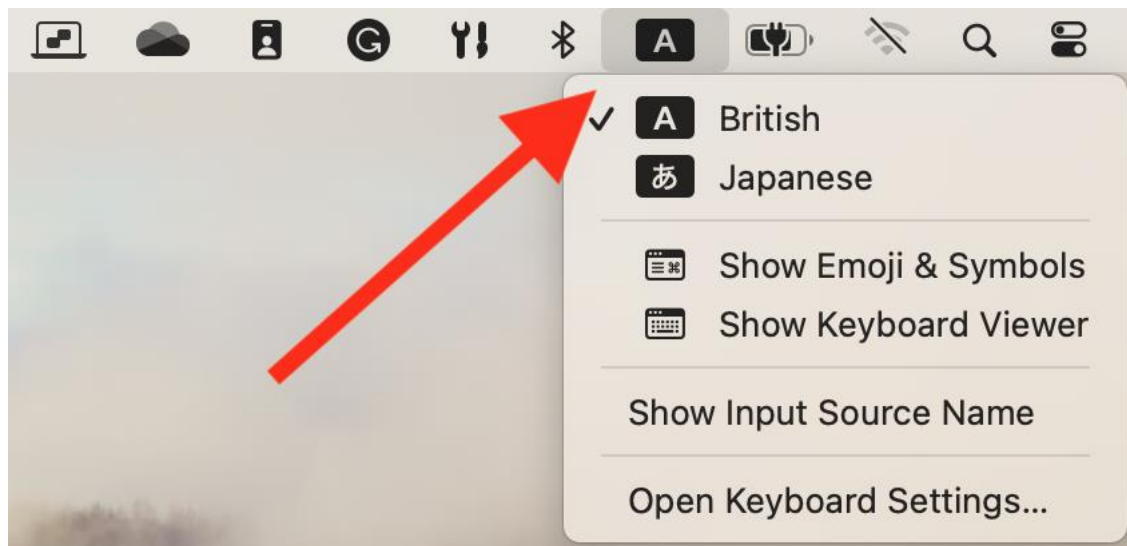 A
A British
あ Japanese
Show Emoji & Symbols
Show Keyboard Viewer
Show Input Source Name
Open Keyboard Settings...